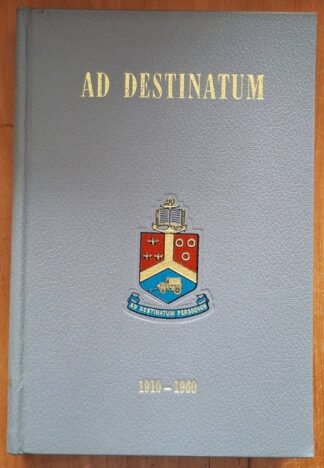 AD DESTINATUM
AD DESTINATUM PERSEQUOR
1910 – 1960